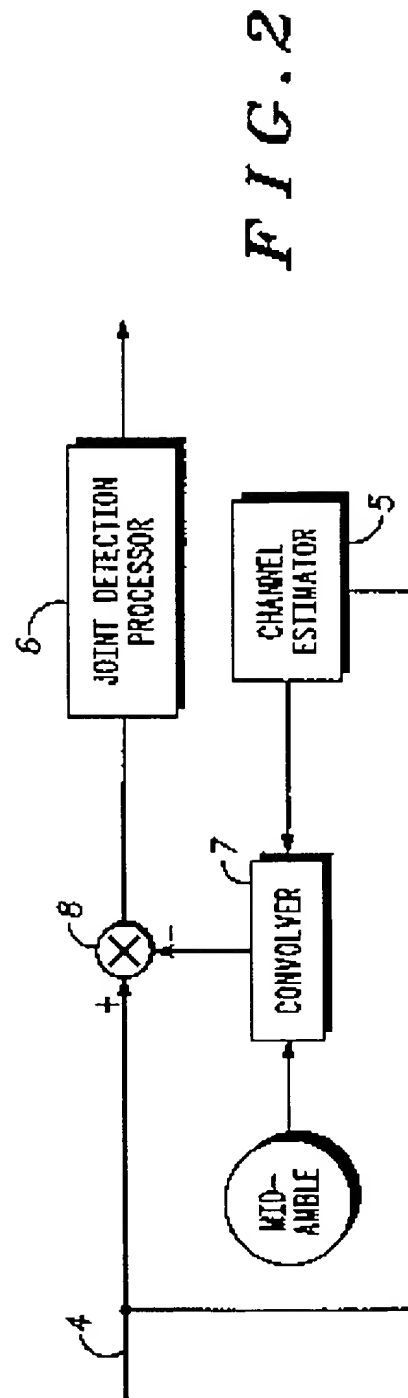 4
+
8
-
6
JOINT DETECTION
PROCESSOR
MID-
AMBLE
CONVOLVER
7
CHANNEL
ESTIMATOR
5
FIG.2